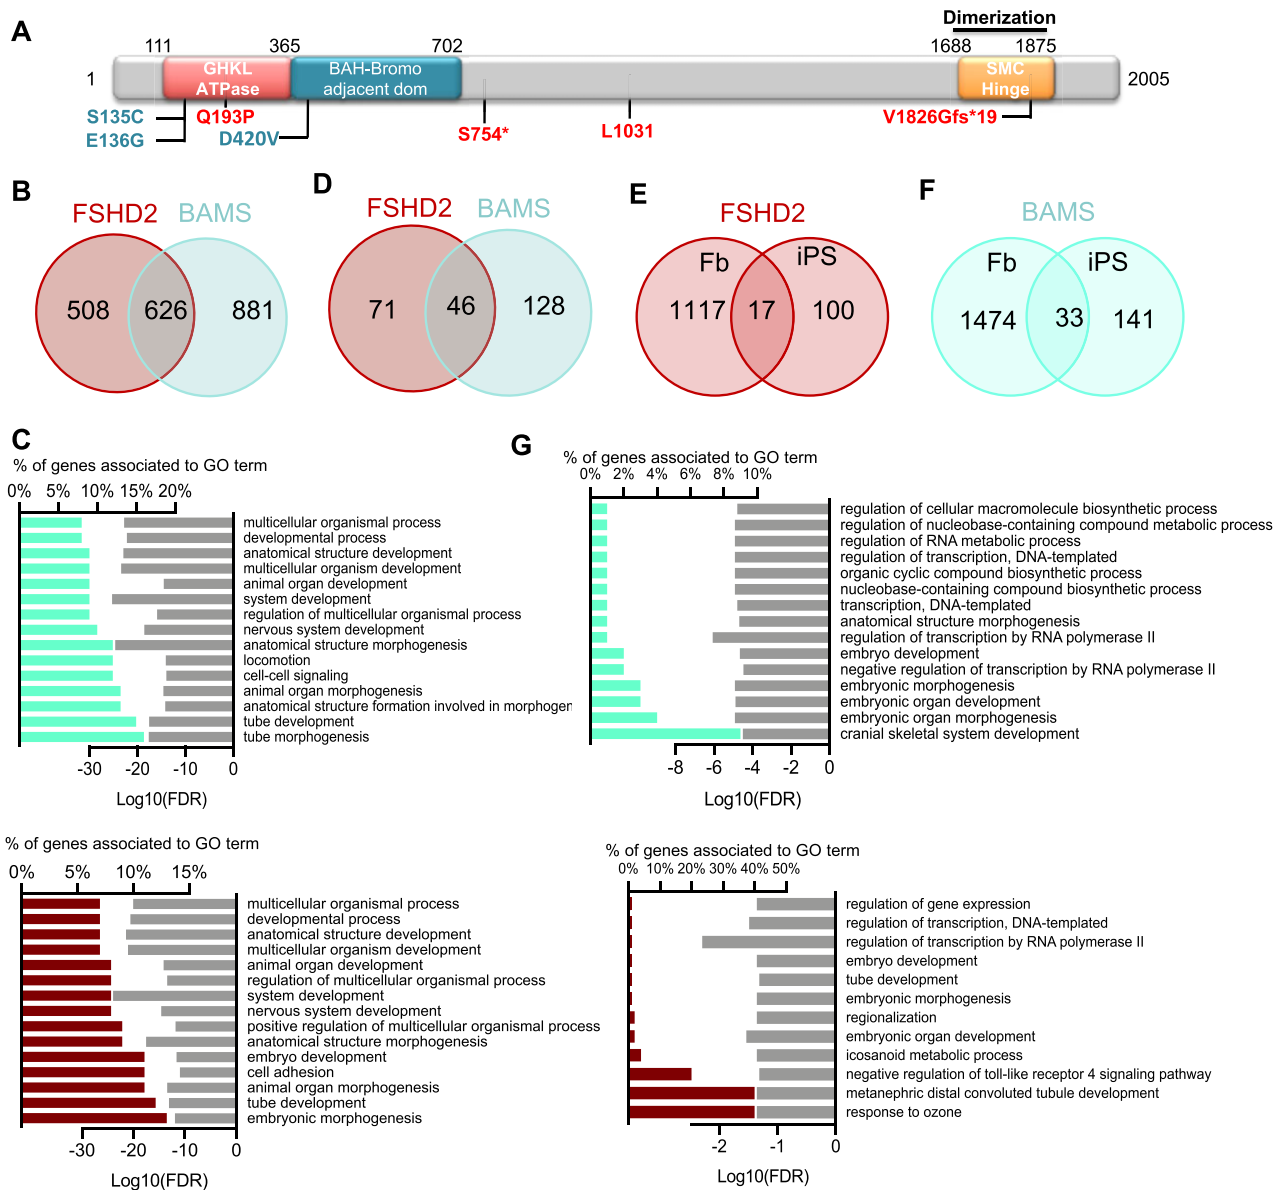 A
Dimerization
111
365
702
1688
1875
1
GHKL
ATPase
BAH-Bromo
adjacent dom
SMC
Hinge
2005
S135C
E136G
Q193P
D420V
S754*
L1031
V1826Gfs*19
B
FSHD2 BAMS
508
626
881
D
FSHD2 BAMS
71
46
128
E
FSHD2
Fb
iPS
1117
17
100
F
BAMS
Fb
iPS
1474
33
141
C
% of genes associated to GO term
0% 5% 10% 15% 20%
multicellular organismal process
developmental process
anatomical structure development
multicellular organism development
animal organ development
system development
regulation of multicellular organismal process
nervous system development
anatomical structure morphogenesis
locomotion
cell-cell signaling
animal organ morphogenesis
anatomical structure formation involved in morphoger
tube development
tube morphogenesis
-30 -20 -10 0
Log10(FDR)
% of genes associated to GO term
0% 5% 10% 15%
multicellular organismal process
developmental process
anatomical structure development
multicellular organism development
animal organ development
regulation of multicellular organismal process
system development
nervous system development
positive regulation of multicellular organismal process
anatomical structure morphogenesis
embryo development
cell adhesion
animal organ morphogenesis
tube development
embryonic morphogenesis
-30 -20 -10 0
Log10(FDR)
G
% of genes associated to GO term
0% 2% 4% 6% 8% 10%
regulation of cellular macromolecule biosynthetic process
regulation of nucleobase-containing compound metabolic process
regulation of RNA metabolic process
regulation of transcription, DNA-templated
organic cyclic compound biosynthetic process
nucleobase-containing compound biosynthetic process
transcription, DNA-templated
anatomical structure morphogenesis
regulation of transcription by RNA polymerase II
embryo development
negative regulation of transcription by RNA polymerase II
embryonic morphogenesis
embryonic organ development
embryonic organ morphogenesis
cranial skeletal system development
-8 -6 -4 -2 0
Log10(FDR)
% of genes associated to GO term
0% 10% 20% 30% 40% 50%
regulation of gene expression
regulation of transcription, DNA-templated
regulation of transcription by RNA polymerase II
embryo development
tube development
embryonic morphogenesis
regionalization
embryonic organ development
icosanoid metabolic process
negative regulation of toll-like receptor 4 signaling pathway
metanephric distal convoluted tubule development
response to ozone
-2 -1 0
Log10(FDR)